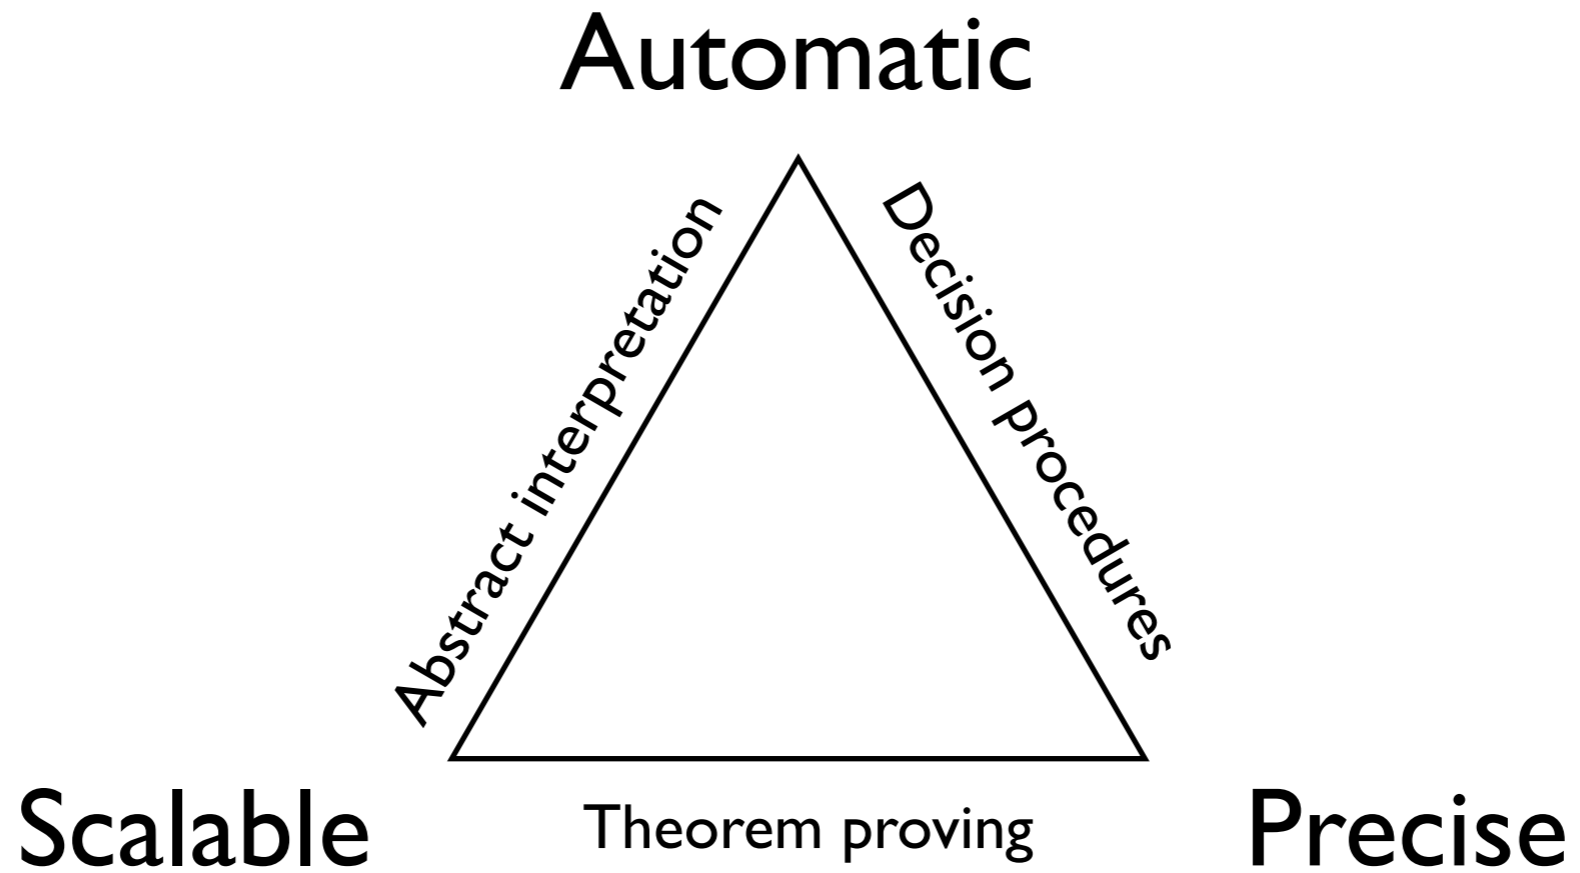 Automatic
Abstract interpretation
Decision procedures
Scalable
Theorem proving
Precise